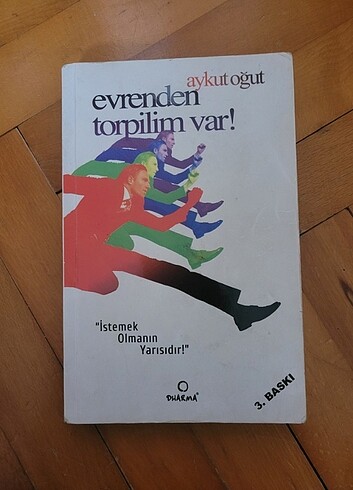 aykut oğut
evrenden
torpilim var!
"İstemek
Olmanın
Yarısıdır!"
DHARMA
3. BASKI